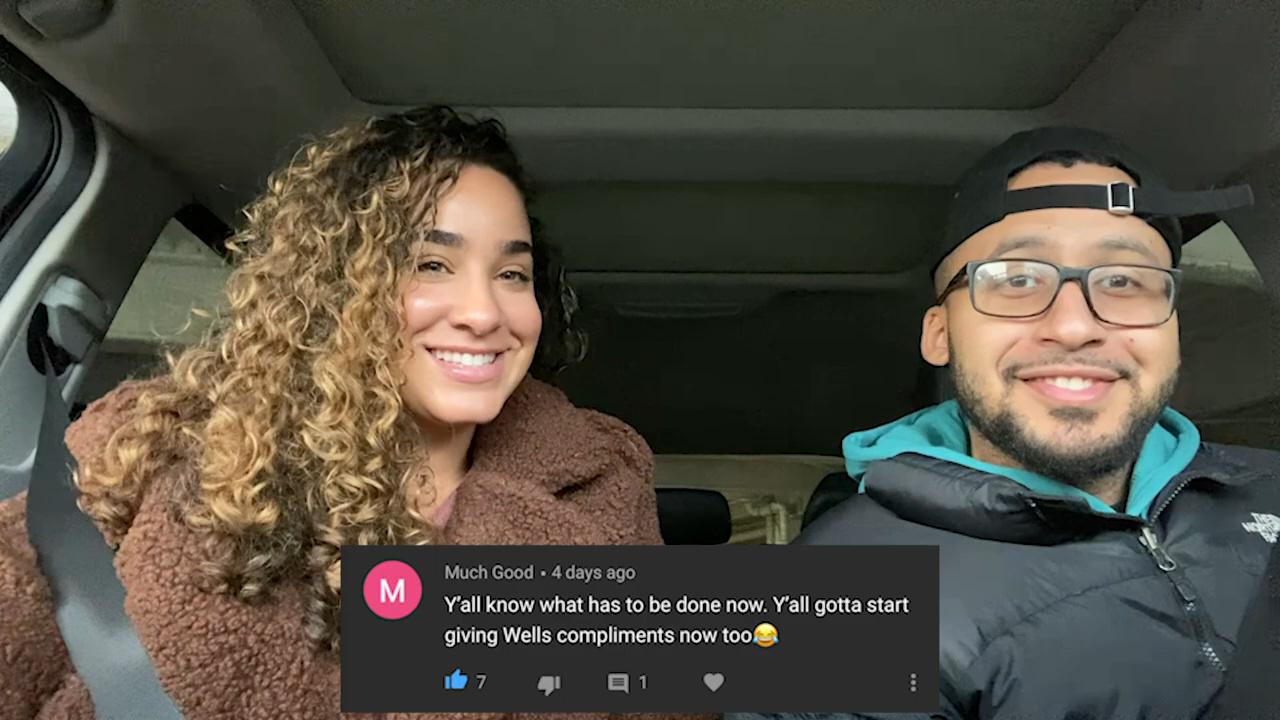 M
Much Good • 4 days ago
Y'all know what has to be done now. Y'all gotta start
giving Wells compliments now too😂
7
1
THE
NORTH